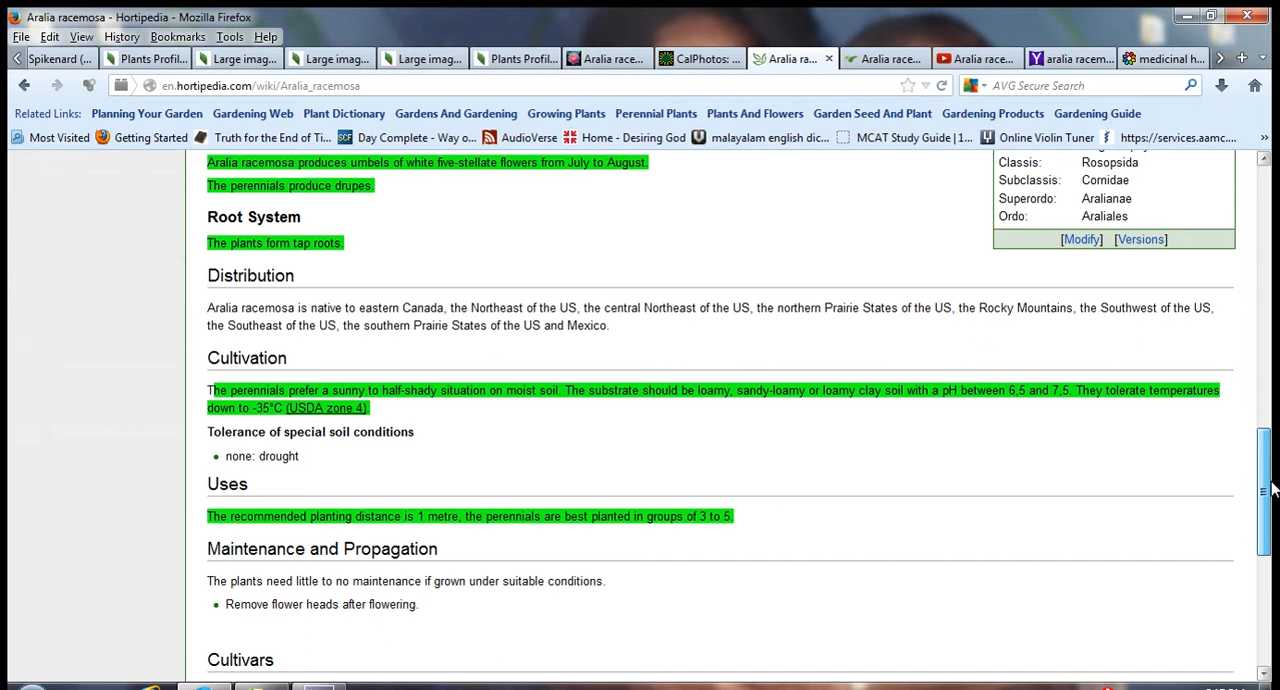 Aralia racemosa - Hortipedia - Mozilla Firefox
File Edit View History Bookmarks Tools Help
Spikenard (... Plants Profil... Large imag... Large imag... Large imag... Plants Profil... Aralia race... CalPhotos: ... Aralia ra... Aralia race... Aralia race... aralia racem... medicinal h...
en.hortipedia.com/wiki/Aralia_racemosa AVG Secure Search
Related Links: Planning Your Garden Gardening Web Plant Dictionary Gardens And Gardening Growing Plants Perennial Plants Plants And Flowers Garden Seed And Plant Gardening Products Gardening Guide
Most Visited Getting Started Truth for the End of Ti... Day Complete - Way o... AudioVerse Home - Desiring God malayalam english dic... MCAT Study Guide | 1... Online Violin Tuner https://services.aamc....
Aralia racemosa produces umbels of white five-stellate flowers from July to August.
The perennials produce drupes.
Root System
The plants form tap roots.
Classis: Rosopsida
Subclassis: Cornidae
Superordo: Aralianae
Ordo: Araliales
[Modify] [Versions]
Distribution
Aralia racemosa is native to eastern Canada, the Northeast of the US, the central Northeast of the US, the northern Prairie States of the US, the Rocky Mountains, the Southwest of the US,
the Southeast of the US, the southern Prairie States of the US and Mexico.
Cultivation
The perennials prefer a sunny to half-shady situation on moist soil. The substrate should be loamy, sandy-loamy or loamy clay soil with a pH between 6,5 and 7,5. They tolerate temperatures
down to -35°C (USDA zone 4).
Tolerance of special soil conditions
none: drought
Uses
The recommended planting distance is 1 metre, the perennials are best planted in groups of 3 to 5.
Maintenance and Propagation
The plants need little to no maintenance if grown under suitable conditions.
Remove flower heads after flowering.
Cultivars